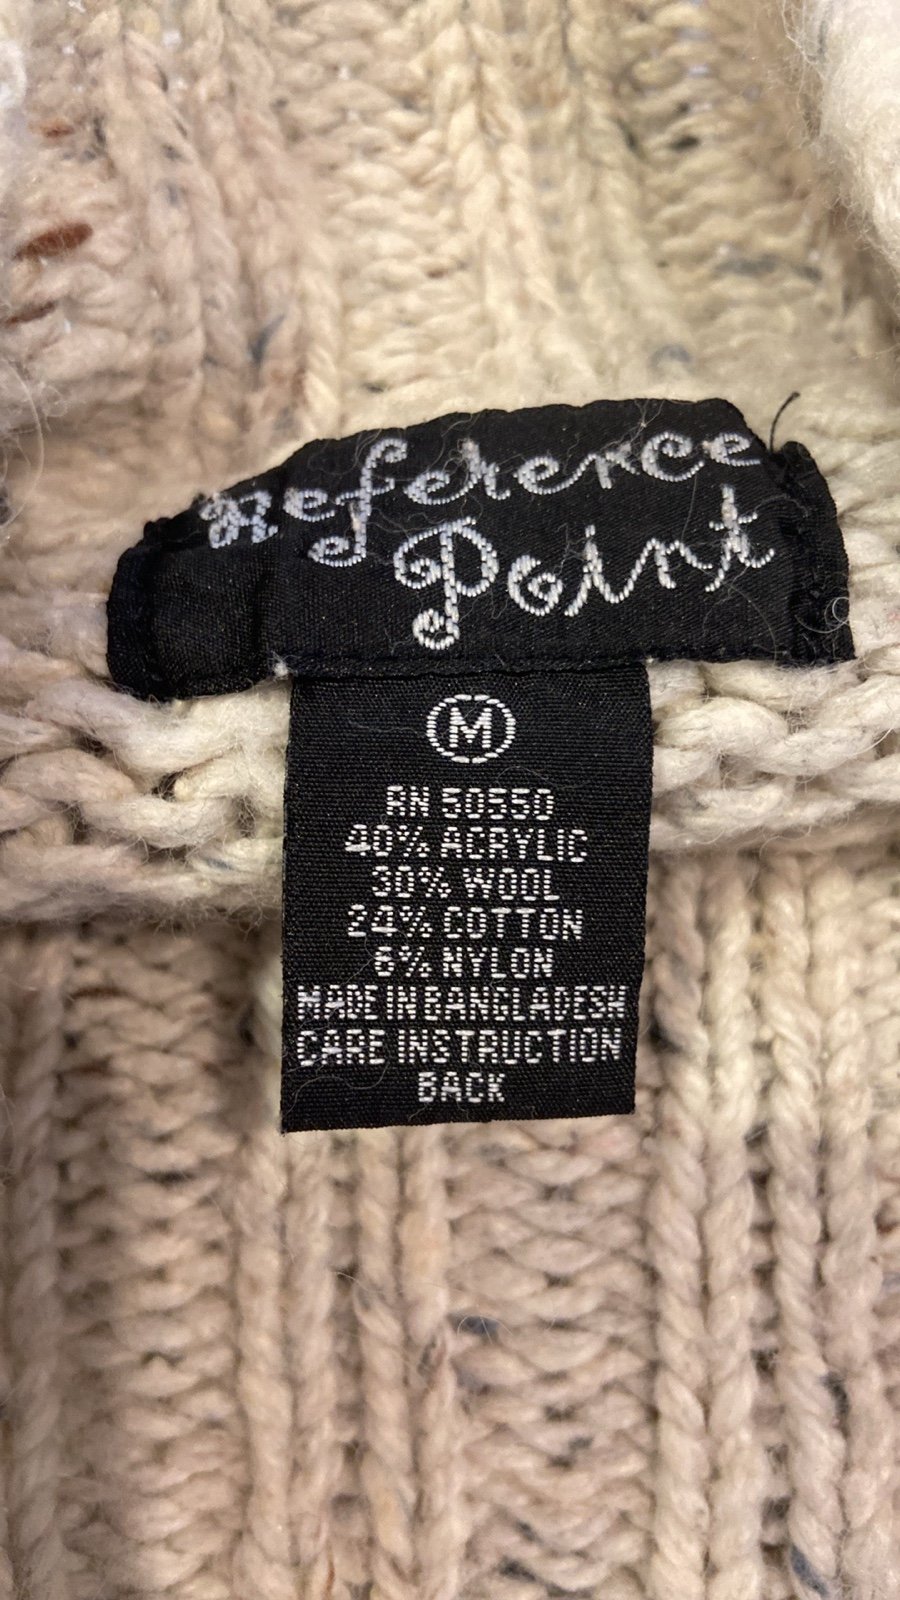 Reference
Point
M
RN 50550
40% ACRYLIC
30% WOOL
24% COTTON
6% NYLON
MADE IN BANGLADESH
CARE INSTRUCTION
BACK